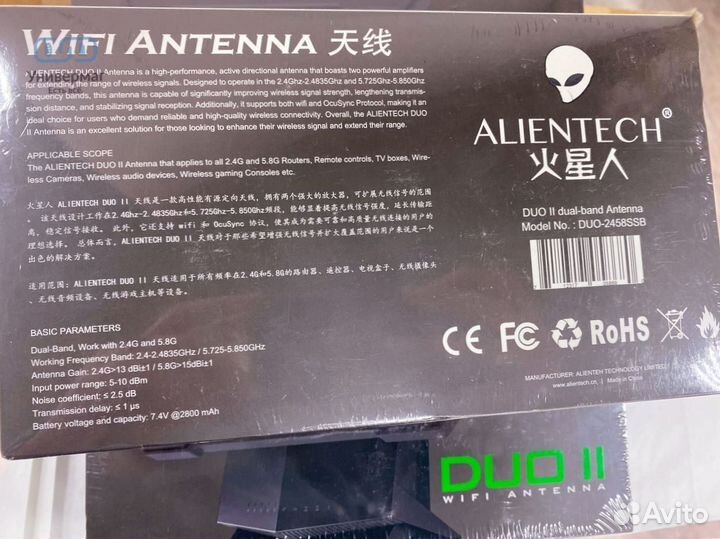 WIFI ANTENNA 天线
Универмаг
ALIENTECH DUO II Antenna is a high-performance, active directional antenna that boasts two powerful amplifiers
for extending the range of wireless signals. Designed to operate in the 2.4Ghz-2.4835Ghz and 5.725Ghz-5.850Ghz
frequency bands, this antenna is capable of significantly improving wireless signal strength, lengthening transmis-
sion distance, and stabilizing signal reception. Additionally, it supports both wifi and OcuSync Protocol, making it an
ideal choice for users who demand reliable and high-quality wireless connectivity. Overall, the ALIENTECH DUO
II Antenna is an excellent solution for those looking to enhance their wireless signal and extend their range.
APPLICABLE SCOPE
The ALIENTECH DUO II Antenna that applies to all 2.4G and 5.8G Routers, Remote controls, TV boxes, Wire-
less Cameras, Wireless audio devices, Wireless gaming Consoles etc.
火星人 ALIENTECH DUO II 天线是一款高性能有源定向天线，拥有两个强大的放大器，可扩展无线信号的范围
。该天线设计工作在2.4Ghz-2.4835Ghz和5.725Ghz-5.850Ghz频段，能够显著提高无线信号强度，延长传输距
离，稳定信号接收。此外，它还支持 wifi 和 OcuSync 协议，使其成为需要可靠和高质量无线连接的用户的
理想选择。总体而言，ALIENTECH DUO II 天线对于那些希望增强无线信号并扩大覆盖范围的用户来说是一个
出色的解决方案。
适用范围：ALIENTECH DUO II 天线适用于所有频率在2.4G和5.8G的路由器、遥控器、电视盒子、无线摄像头
、无线音频设备、无线游戏主机等设备。
BASIC PARAMETERS
Dual-Band, Work with 2.4G and 5.8G
Working Frequency Band: 2.4-2.4835GHz / 5.725-5.850GHz
Antenna Gain: 2.4G>13 dBi±1 / 5.8G>15dBi±1
Input power range: 5-10 dBm
Noise coefficient: ≤ 2.5 dB
Transmission delay: ≤ 1 μs
Battery voltage and capacity: 7.4V @2800 mAh
ALIENTECH®
火星人
DUO II dual-band Antenna
Model No.: DUO-2458SSB
CE FC RoHS
MANUFACTURER: ALIENTEH TECHNOLOGY LIMITED
www.alientech.cn Made in China
DUO II
WIFI ANTENNA
Avito